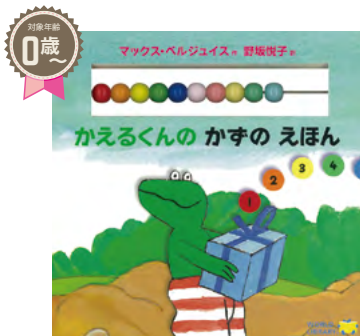 対象年齢
0歳～
マックス・ベルジュイス 作 野坂悦子 訳
かえるくんの かずの えほん
1
2
3
4